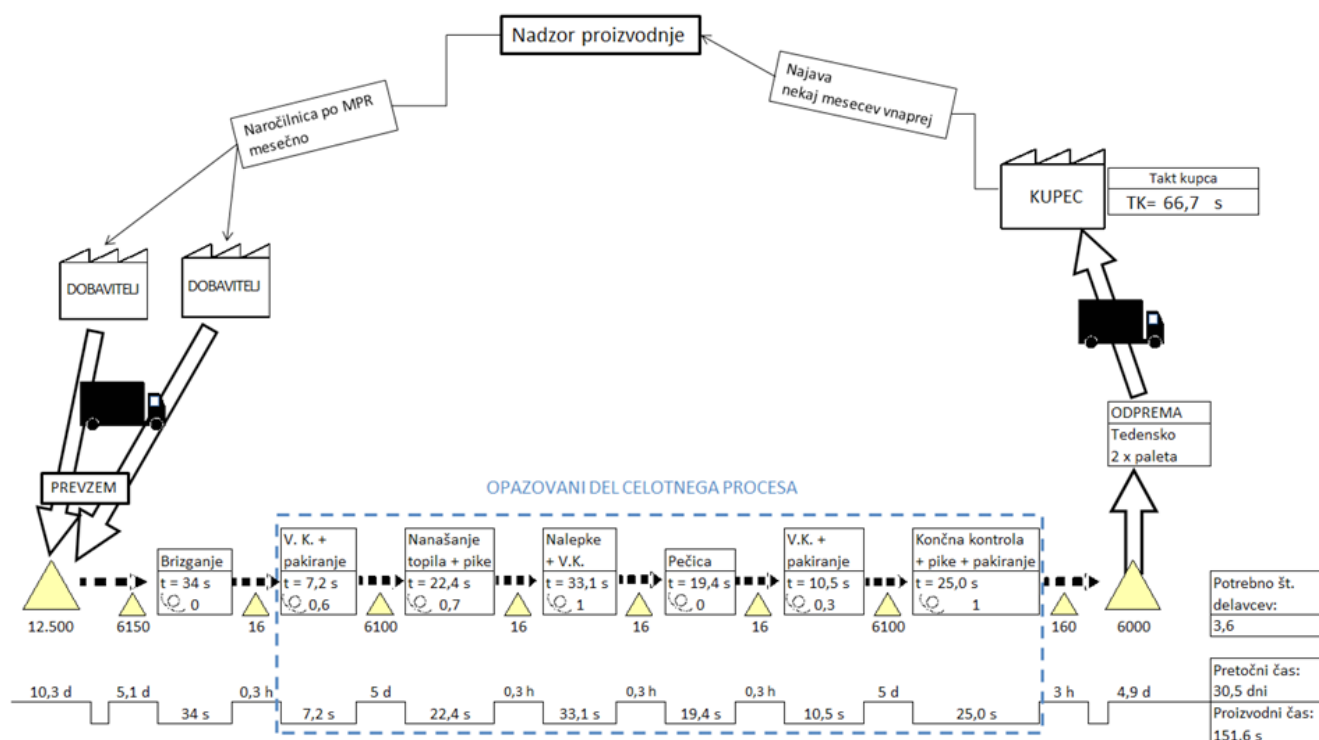 Nadzor proizvodnje
Najava
nekaj mesecev vnaprej
Naročilnica po MPR
mesečno
KUPEC
Takt kupca
TK= 66,7 s
DOBAVITELJ
DOBAVITELJ
PREVZEM
ODPREMA
Tedensko
2 x paleta
OPAZOVANI DEL CELOTNEGA PROCESA
Brizganje
t = 34 s
0
V. K. +
pakiranje
t = 7,2 s
0,6
Nanašanje
topila + pike
t = 22,4 s
0,7
Nalepke
+ V.K.
t = 33,1 s
1
Pečica
t = 19,4 s
0
V.K. +
pakiranje
t = 10,5 s
0,3
Končna kontrola
+ pike + pakiranje
t = 25,0 s
1
12.500
6150
16
6100
16
16
16
6100
160
6000
Potrebno št.
delavcev:
3,6
10,3 d
5,1 d
0,3 h
5 d
0,3 h
0,3 h
0,3 h
5 d
3 h
4,9 d
34 s
7,2 s
22,4 s
33,1 s
19,4 s
10,5 s
25,0 s
Pretočni čas:
30,5 dni
Proizvodni čas:
151,6 s